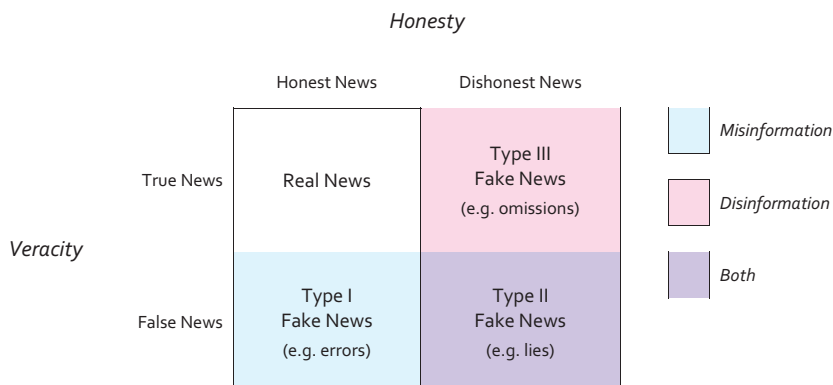 Honesty
Honest News
Dishonest News
True News
Real News
Type III
Fake News
(e.g. omissions)
Misinformation
Disinformation
Both
Veracity
False News
Type I
Fake News
(e.g. errors)
Type II
Fake News
(e.g. lies)